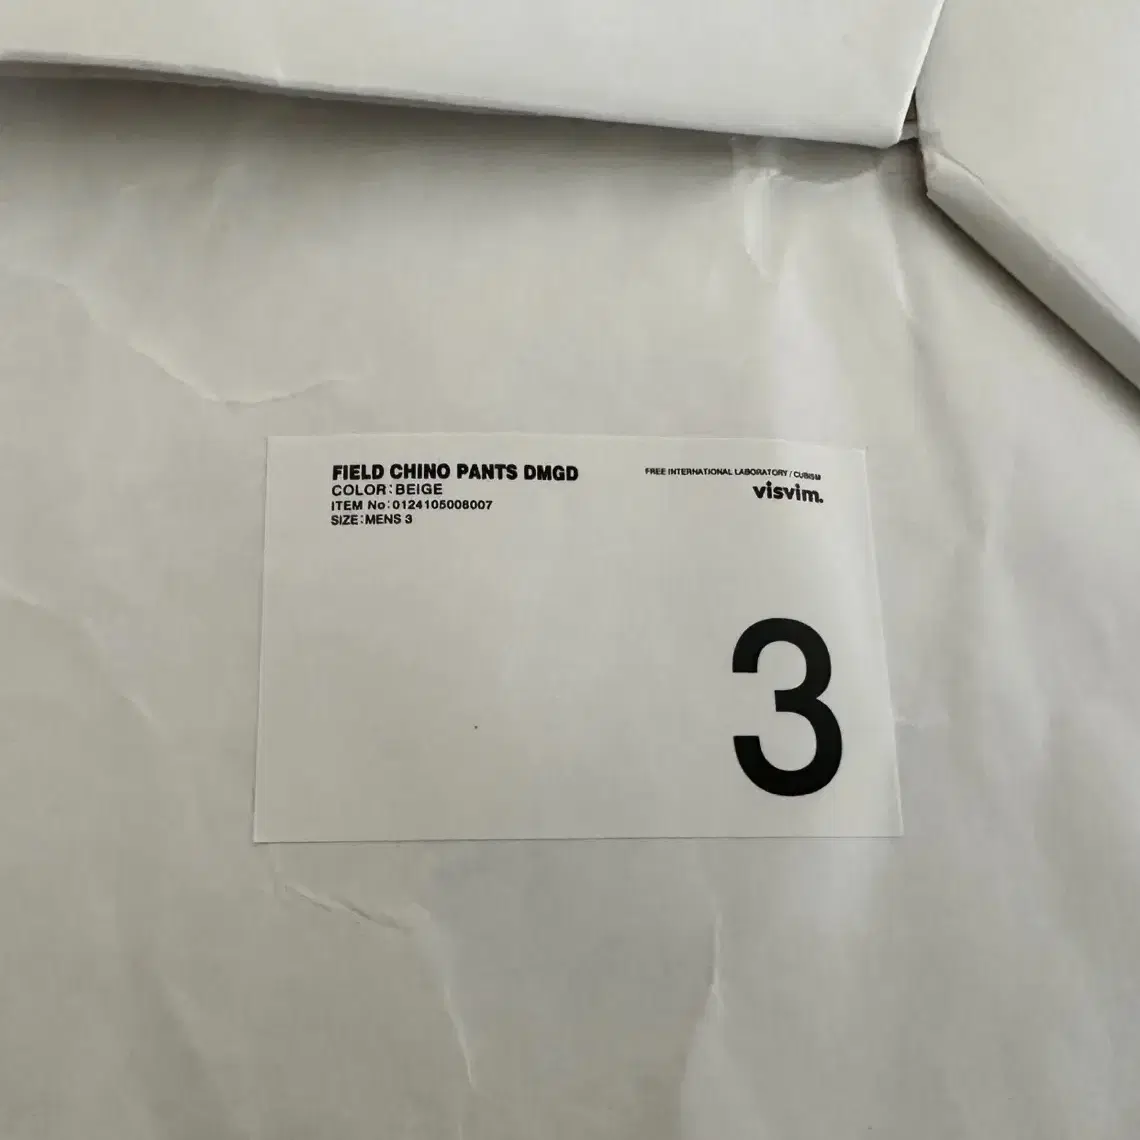 FIELD CHINO PANTS DMGD
COLOR:BEIGE
ITEM No:0124105008007
SIZE:MENS 3
FREE INTERNATIONAL LABORATORY / CUBISM
visvim.
3